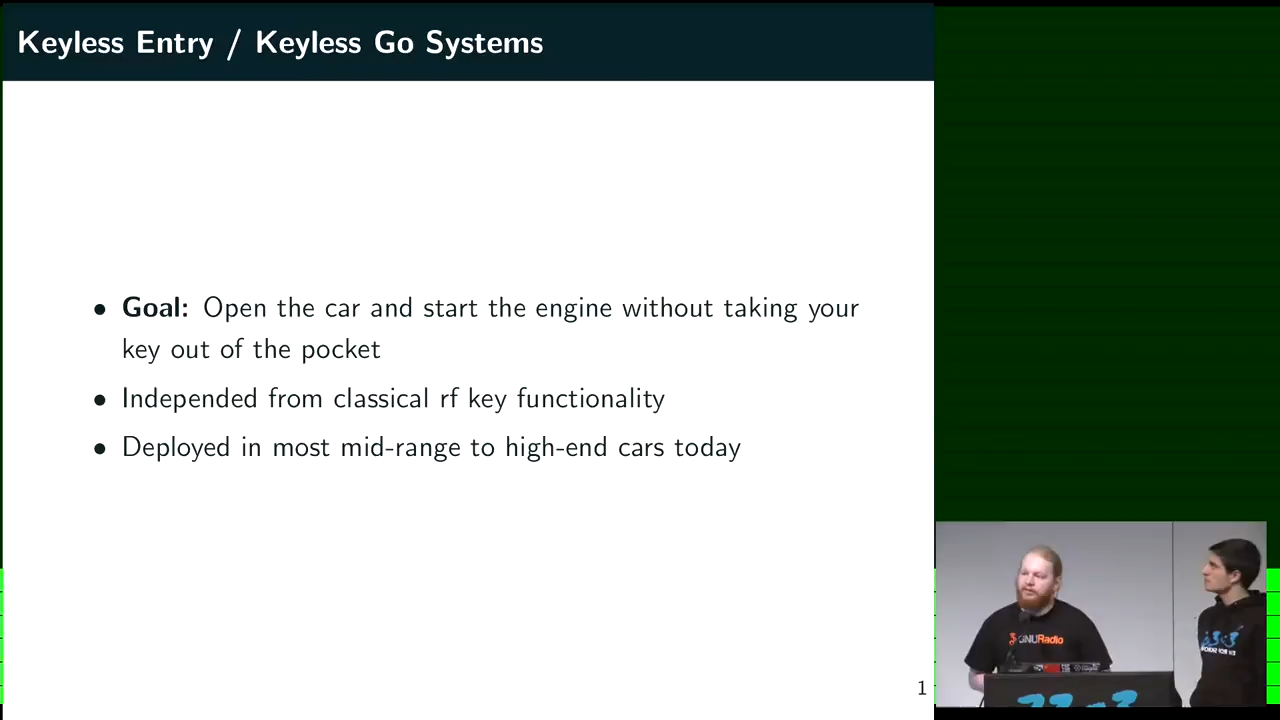 Keyless Entry / Keyless Go Systems
• Goal: Open the car and start the engine without taking your
key out of the pocket
• Independed from classical rf key functionality
• Deployed in most mid-range to high-end cars today
GNURadio
1